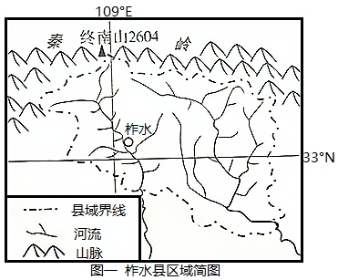 109°E
秦 终南山2604 岭
柞水
33°N
县域界线
河流
山脉
图一 柞水县区域简图